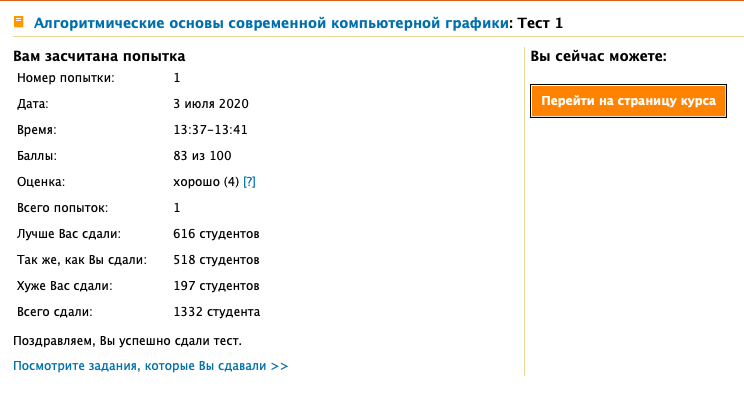 Алгоритмические основы современной компьютерной графики: Тест 1
Вам засчитана попытка
Номер попытки: 1
Дата: 3 июля 2020
Время: 13:37-13:41
Баллы: 83 из 100
Оценка: хорошо (4) [?]
Всего попыток: 1
Лучше Вас сдали: 616 студентов
Так же, как Вы сдали: 518 студентов
Хуже Вас сдали: 197 студентов
Всего сдали: 1332 студента
Поздравляем, Вы успешно сдали тест.
Посмотрите задания, которые Вы сдавали >>
Вы сейчас можете:
Перейти на страницу курса